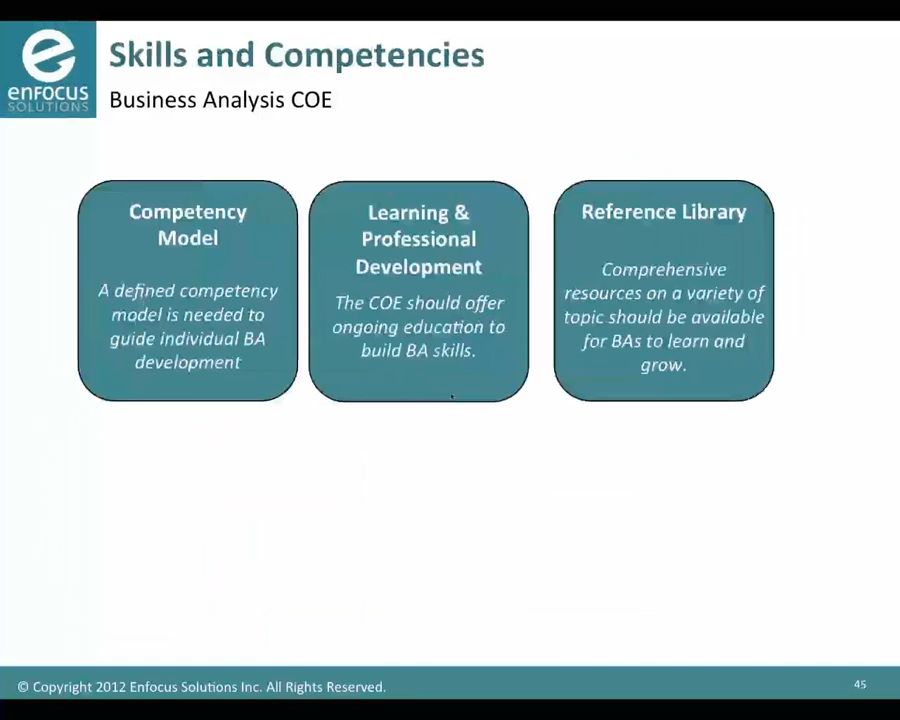 enfocus
SOLUTIONS
Skills and Competencies
Business Analysis COE
Competency
Model
A defined competency
model is needed to
guide individual BA
development
Learning &
Professional
Development
The COE should offer
ongoing education to
build BA skills.
Reference Library
Comprehensive
resources on a variety of
topic should be available
for BAs to learn and
grow.
© Copyright 2012 Enfocus Solutions Inc. All Rights Reserved.
45